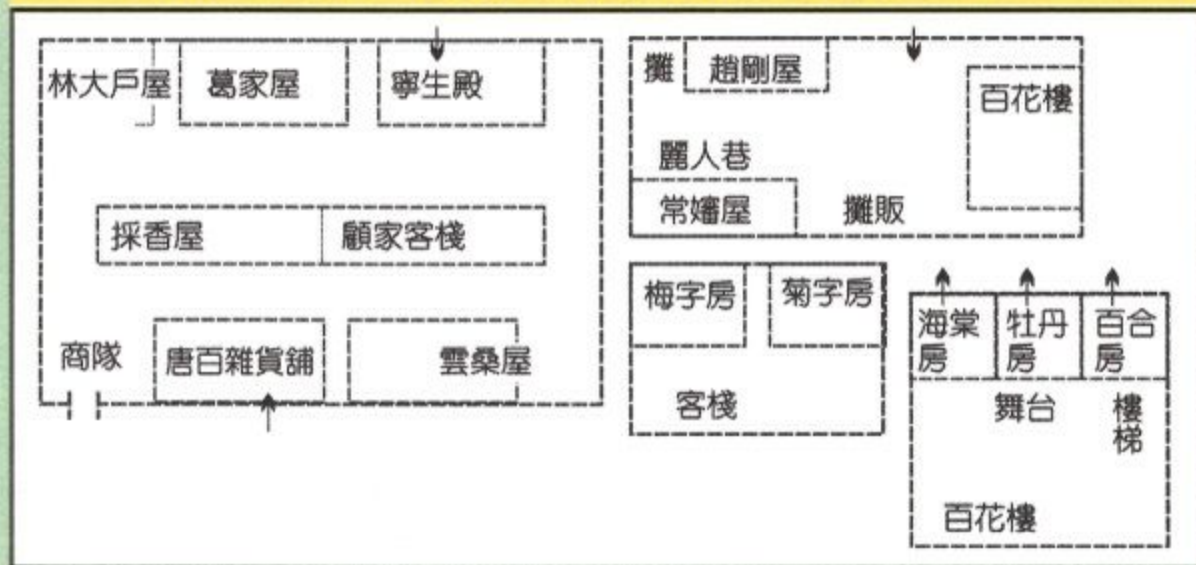 林大戶屋
葛家屋
寧生殿
採香屋
顧家客棧
商隊
唐百雜貨舖
雲桑屋
攤
趙剛屋
百花樓
麗人巷
常嬸屋
攤販
梅字房
菊字房
客棧
海棠
房
牡丹
房
百合
房
舞台
樓
梯
百花樓